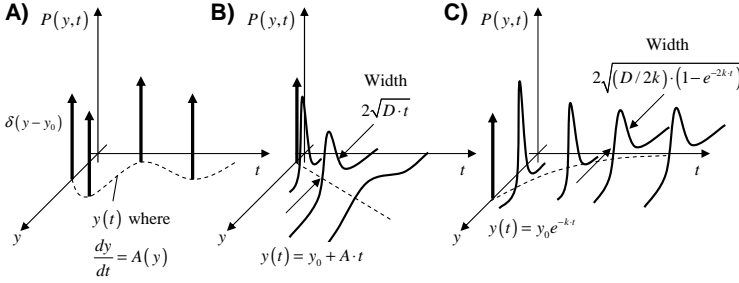 A)
P(y,t)
δ(y−y₀)
t
y(t) where
y
dy/dt = A(y)
B)
P(y,t)
Width
2√D·t
t
y
y(t) = y₀ + A·t
C)
P(y,t)
Width
2√(D/2k)·(1−e^{−2k·t})
t
y
y(t) = y₀e^{−k·t}